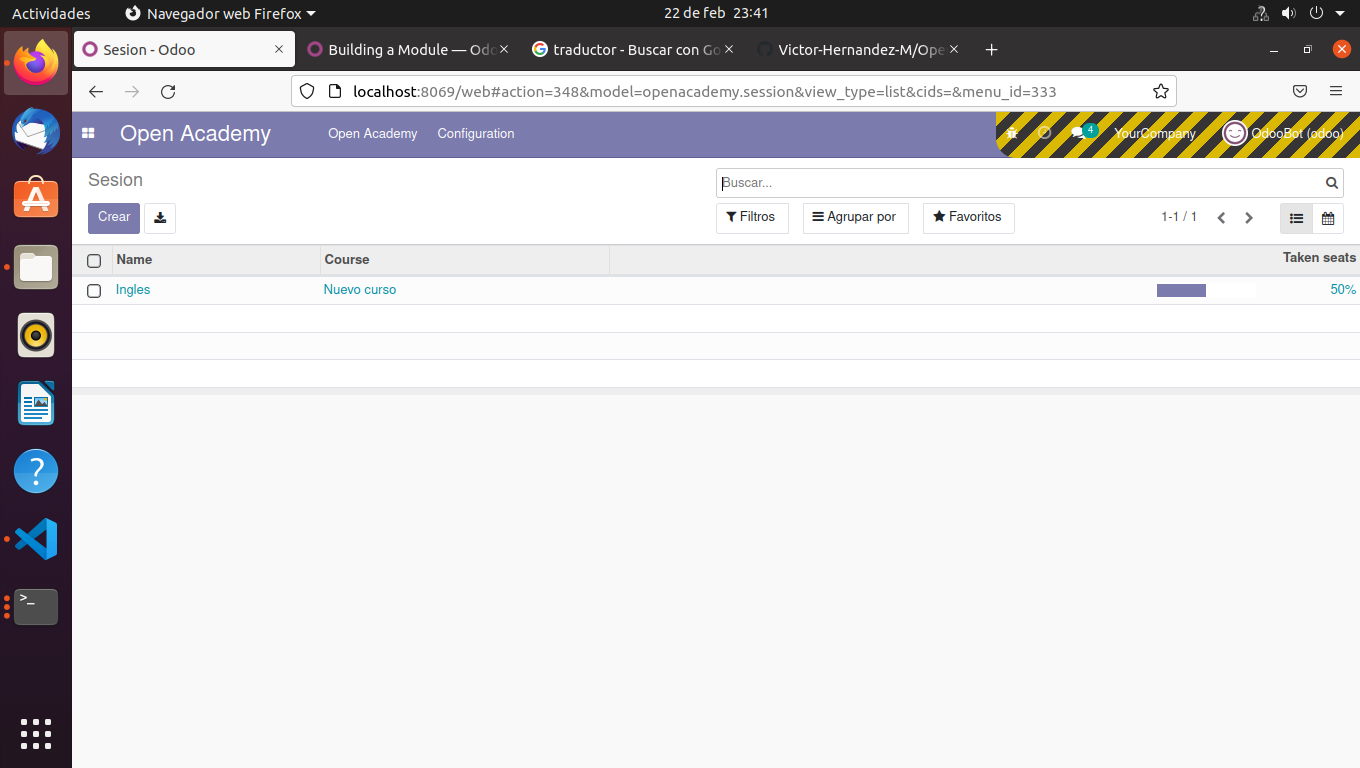 Actividades
Navegador web Firefox
22 de feb 23:41
Sesion - Odoo
Building a Module — Odo
traductor - Buscar con Go
Victor-Hernandez-M/Ope
localhost:8069/web#action=348&model=openacademy.session&view_type=list&cids=&menu_id=333
Open Academy
Open Academy
Configuration
4
YourCompany
OdooBot (odoo)
Sesion
Buscar...
Crear
Filtros
Agrupar por
Favoritos
1-1 / 1
Name
Course
Taken seats
Ingles
Nuevo curso
50%